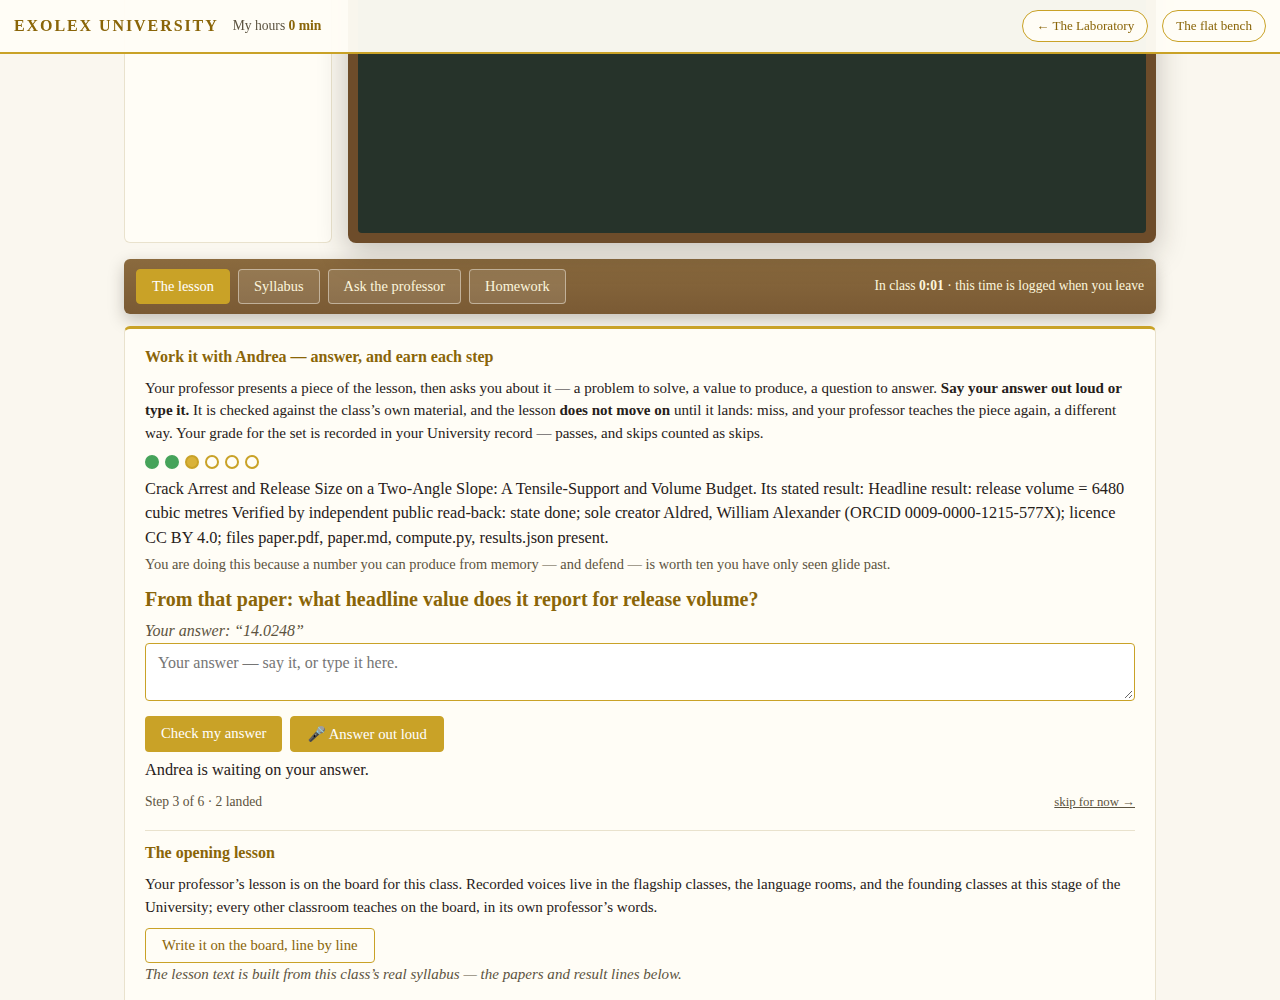 EXOLEX UNIVERSITY My hours 0 min ← The Laboratory The flat bench
The lesson Syllabus Ask the professor Homework In class 0:01 · this time is logged when you leave
Work it with Andrea — answer, and earn each step
Your professor presents a piece of the lesson, then asks you about it — a problem to solve, a value to produce, a question to answer. Say your answer out loud or
type it. It is checked against the class’s own material, and the lesson does not move on until it lands: miss, and your professor teaches the piece again, a different
way. Your grade for the set is recorded in your University record — passes, and skips counted as skips.
Crack Arrest and Release Size on a Two-Angle Slope: A Tensile-Support and Volume Budget. Its stated result: Headline result: release volume = 6480
cubic metres Verified by independent public read-back: state done; sole creator Aldred, William Alexander (ORCID 0009-0000-1215-577X); licence
CC BY 4.0; files paper.pdf, paper.md, compute.py, results.json present.
You are doing this because a number you can produce from memory — and defend — is worth ten you have only seen glide past.
From that paper: what headline value does it report for release volume?
Your answer: “14.0248”
Your answer — say it, or type it here.
Check my answer 🎤 Answer out loud
Andrea is waiting on your answer.
Step 3 of 6 · 2 landed skip for now →
The opening lesson
Your professor’s lesson is on the board for this class. Recorded voices live in the flagship classes, the language rooms, and the founding classes at this stage of the
University; every other classroom teaches on the board, in its own professor’s words.
Write it on the board, line by line
The lesson text is built from this class’s real syllabus — the papers and result lines below.